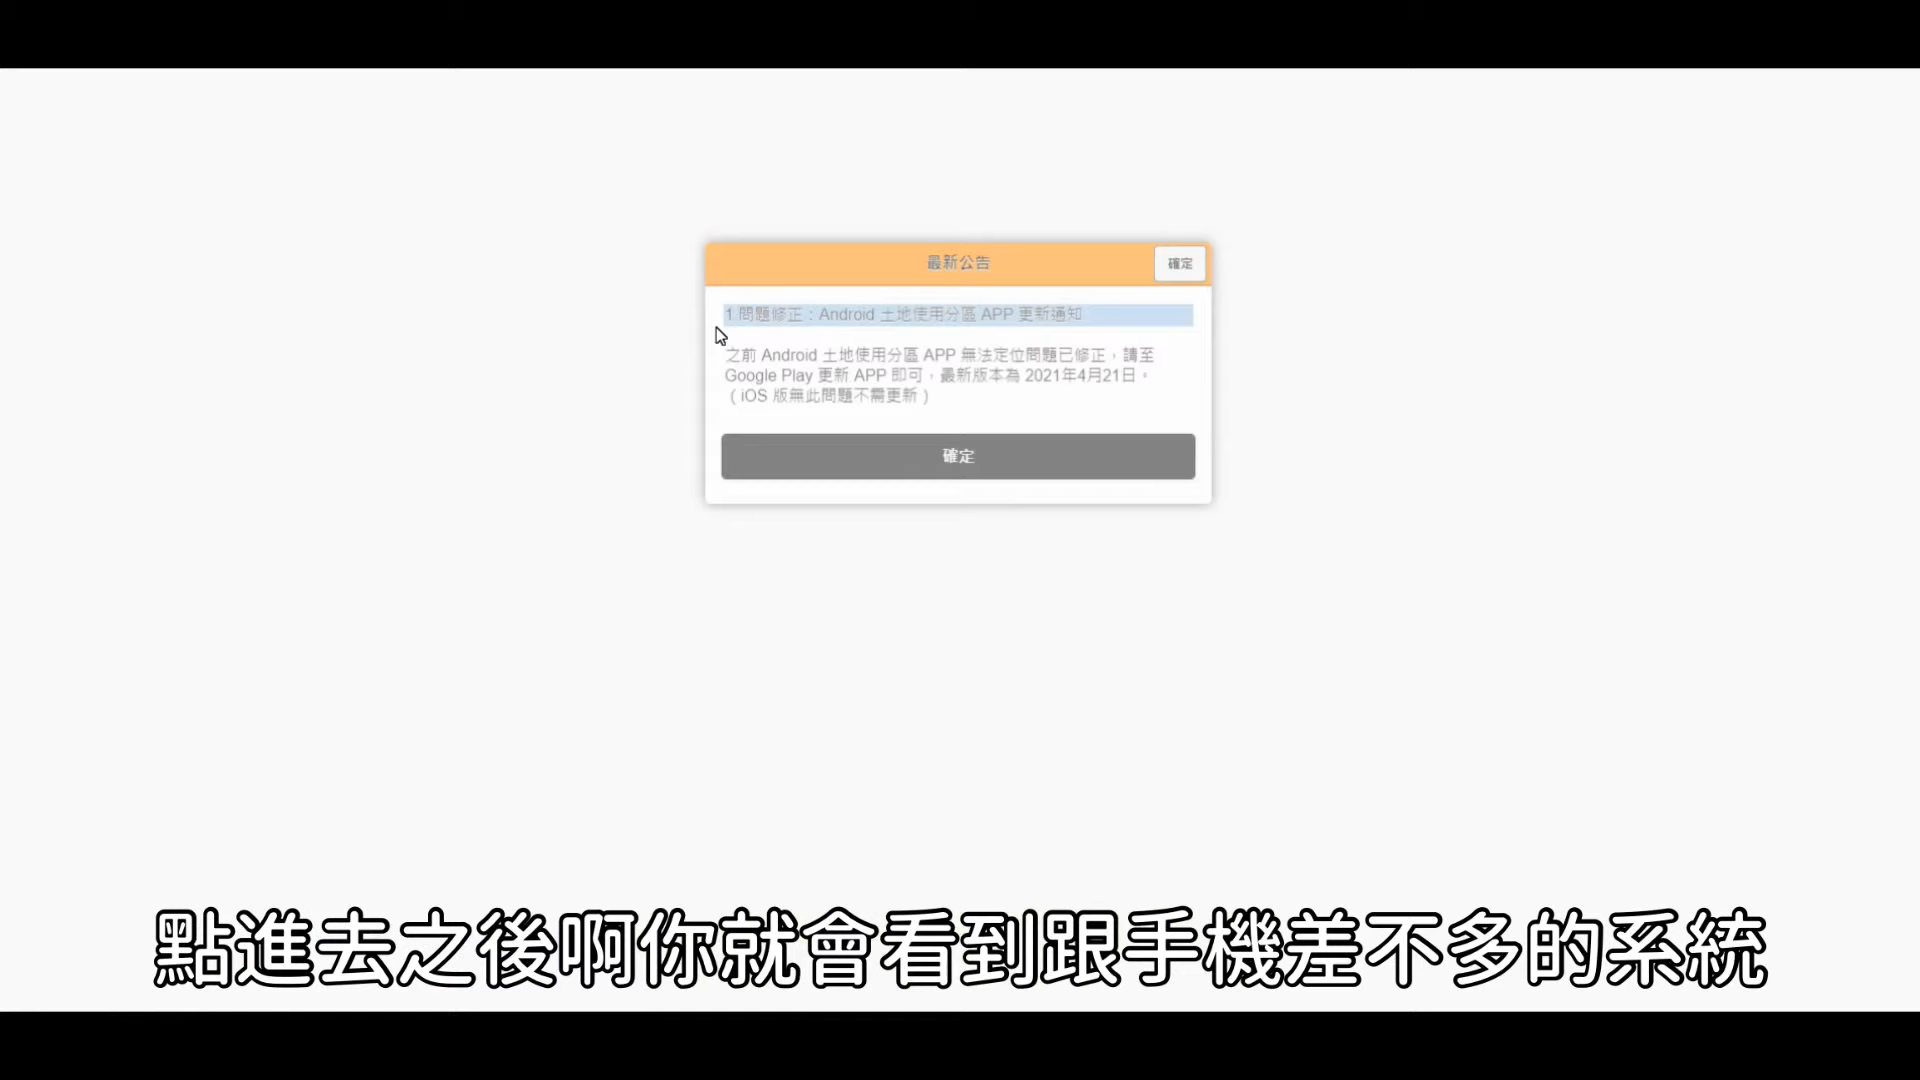 最新公告
確定
1.問題修正：Android 土地使用分區 APP 更新通知
之前 Android 土地使用分區 APP 無法定位問題已修正，請至
Google Play 更新 APP 即可，最新版本為 2021年4月21日。
（iOS 版無此問題不需更新）
確定
點進去之後啊你就會看到跟手機差不多的系統